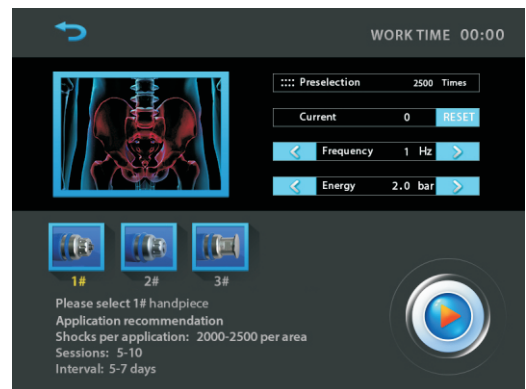 WORK TIME 00:00
:::: Preselection 2500 Times
Current 0 RESET
Frequency 1 Hz
Energy 2.0 bar
1# 2# 3#
Please select 1# handpiece
Application recommendation
Shocks per application: 2000-2500 per area
Sessions: 5-10
Interval: 5-7 days